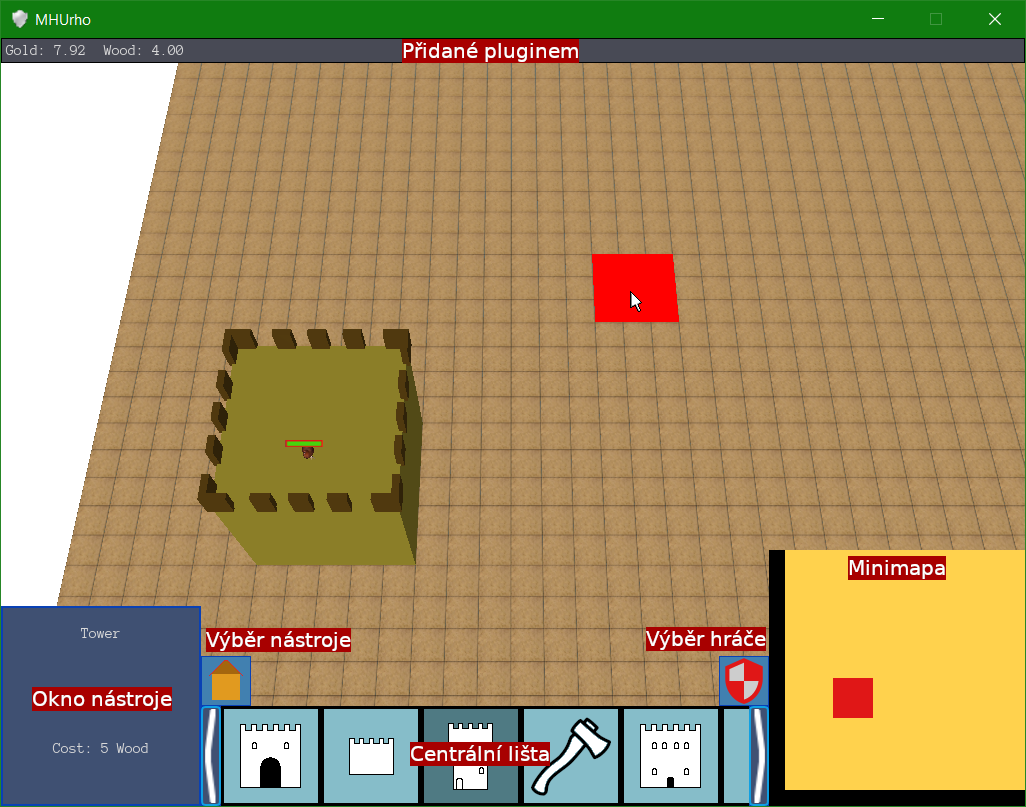 MHUrho
Gold: 7.92 Wood: 4.00
Přidané pluginem
Minimapa
Tower
Výběr nástroje
Výběr hráče
Okno nástroje
Cost: 5 Wood
Centrální lišta